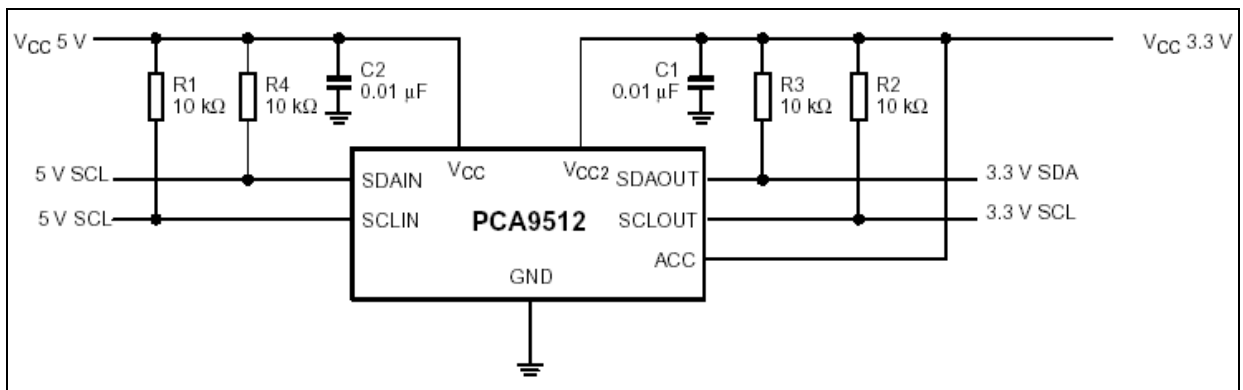 VCC 5 V
VCC 3.3 V
R1
10 kΩ
R4
10 kΩ
C2
0.01 µF
C1
0.01 µF
R3
10 kΩ
R2
10 kΩ
5 V SCL
SDAIN
VCC
VCC2
SDAOUT
3.3 V SDA
5 V SCL
SCLIN
PCA9512
SCLOUT
3.3 V SCL
ACC
GND